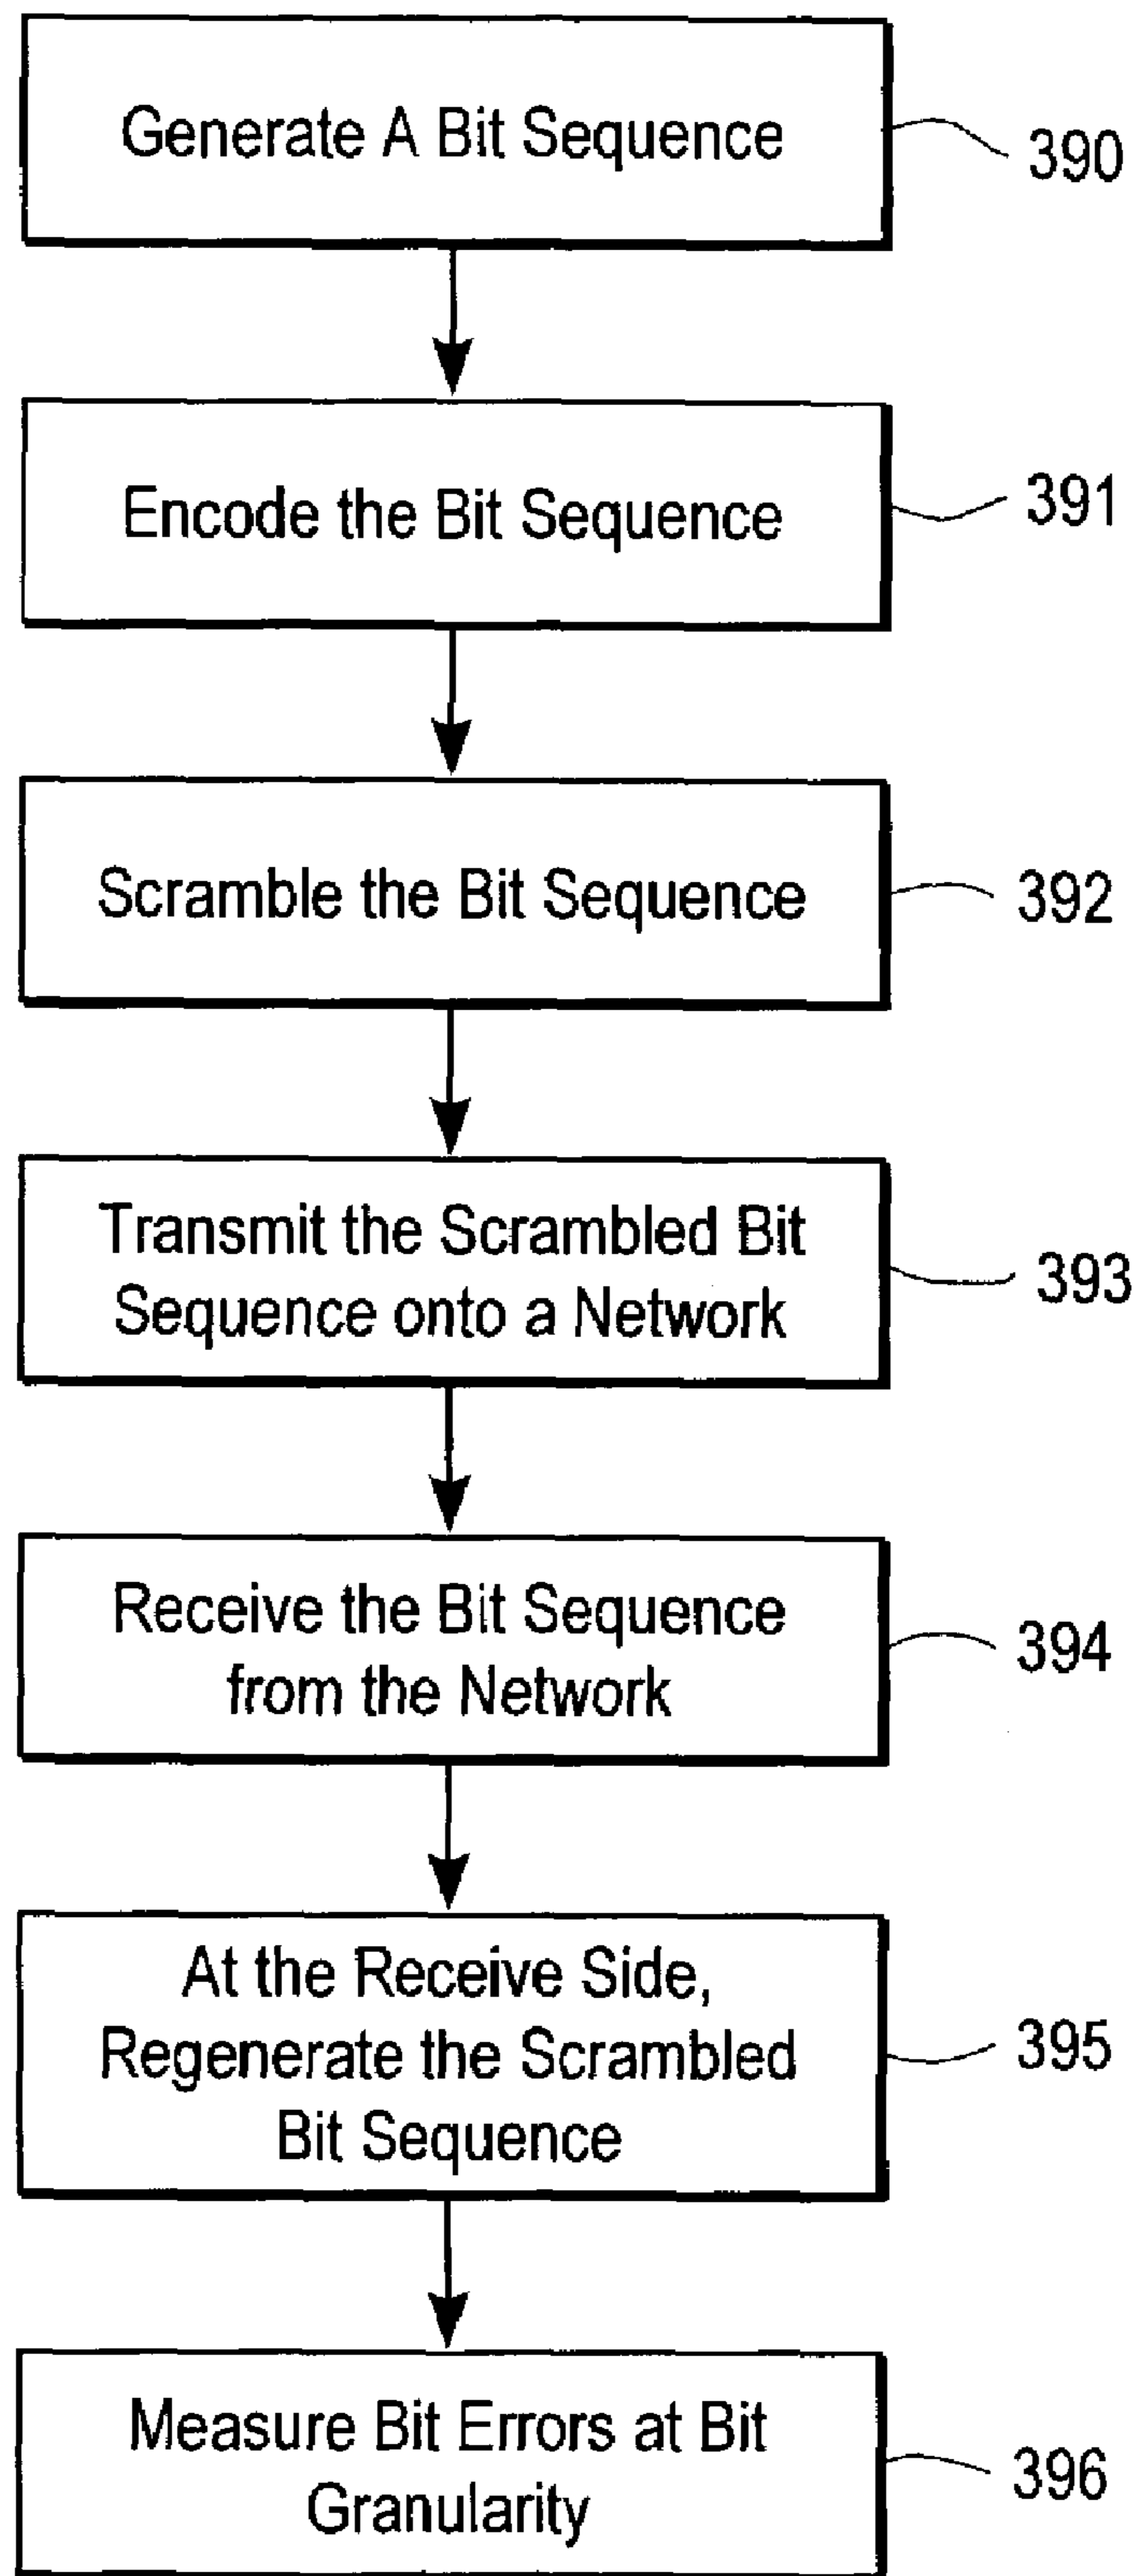 Generate A Bit Sequence
390
Encode the Bit Sequence
391
Scramble the Bit Sequence
392
Transmit the Scrambled Bit
Sequence onto a Network
393
Receive the Bit Sequence
from the Network
394
At the Receive Side,
Regenerate the Scrambled
Bit Sequence
395
Measure Bit Errors at Bit
Granularity
396